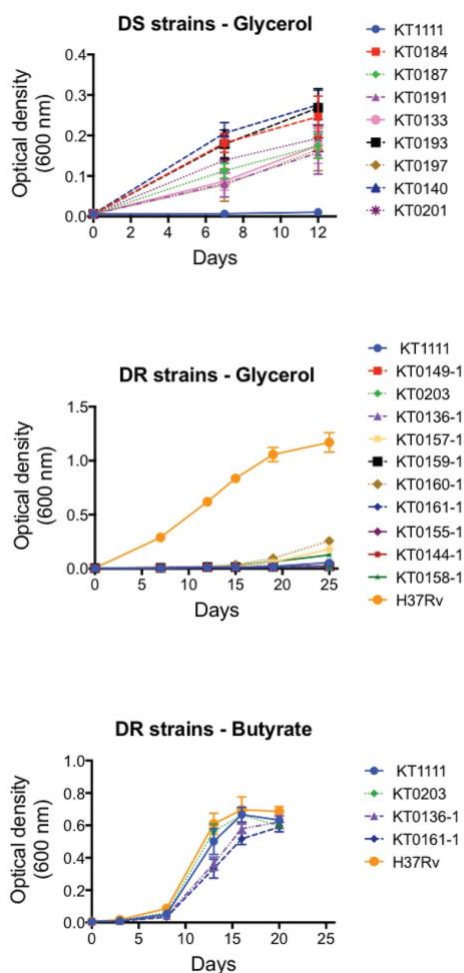 DS strains - Glycerol
Optical density
(600 nm)
0.4
0.3
0.2
0.1
0.0
0 2 4 6 8 10 12
Days
KT1111
KT0184
KT0187
KT0191
KT0133
KT0193
KT0197
KT0140
KT0201
DR strains - Glycerol
Optical density
(600 nm)
1.5
1.0
0.5
0.0
0 5 10 15 20 25
Days
KT1111
KT0149-1
KT0203
KT0136-1
KT0157-1
KT0159-1
KT0160-1
KT0161-1
KT0155-1
KT0144-1
KT0158-1
H37Rv
DR strains - Butyrate
Optical density
(600 nm)
1.0
0.8
0.6
0.4
0.2
0.0
0 5 10 15 20 25
Days
KT1111
KT0203
KT0136-1
KT0161-1
H37Rv